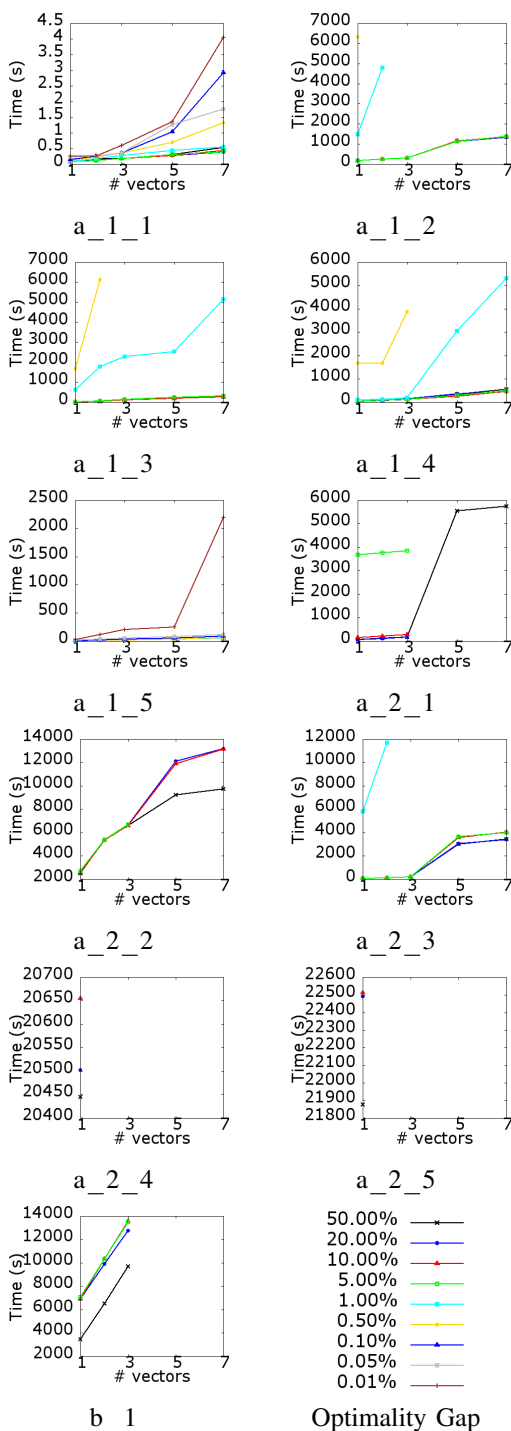 4.5
4
3.5
3
2.5
2
1.5
1
0.5
0
Time (s)
1 3 5 7
# vectors
a_1_1
7000
6000
5000
4000
3000
2000
1000
0
Time (s)
1 3 5 7
# vectors
a_1_2
7000
6000
5000
4000
3000
2000
1000
0
Time (s)
1 3 5 7
# vectors
a_1_3
6000
5000
4000
3000
2000
1000
0
Time (s)
1 3 5 7
# vectors
a_1_4
2500
2000
1500
1000
500
0
Time (s)
1 3 5 7
# vectors
a_1_5
6000
5000
4000
3000
2000
1000
0
Time (s)
1 3 5 7
# vectors
a_2_1
14000
12000
10000
8000
6000
4000
2000
Time (s)
1 3 5 7
# vectors
a_2_2
12000
10000
8000
6000
4000
2000
0
Time (s)
1 3 5 7
# vectors
a_2_3
20700
20650
20600
20550
20500
20450
20400
Time (s)
1 3 5 7
# vectors
a_2_4
22600
22500
22400
22300
22200
22100
22000
21900
21800
Time (s)
1 3 5 7
# vectors
a_2_5
14000
12000
10000
8000
6000
4000
2000
Time (s)
1 3 5 7
# vectors
b 1
50.00%
20.00%
10.00%
5.00%
1.00%
0.50%
0.10%
0.05%
0.01%
Optimality Gap